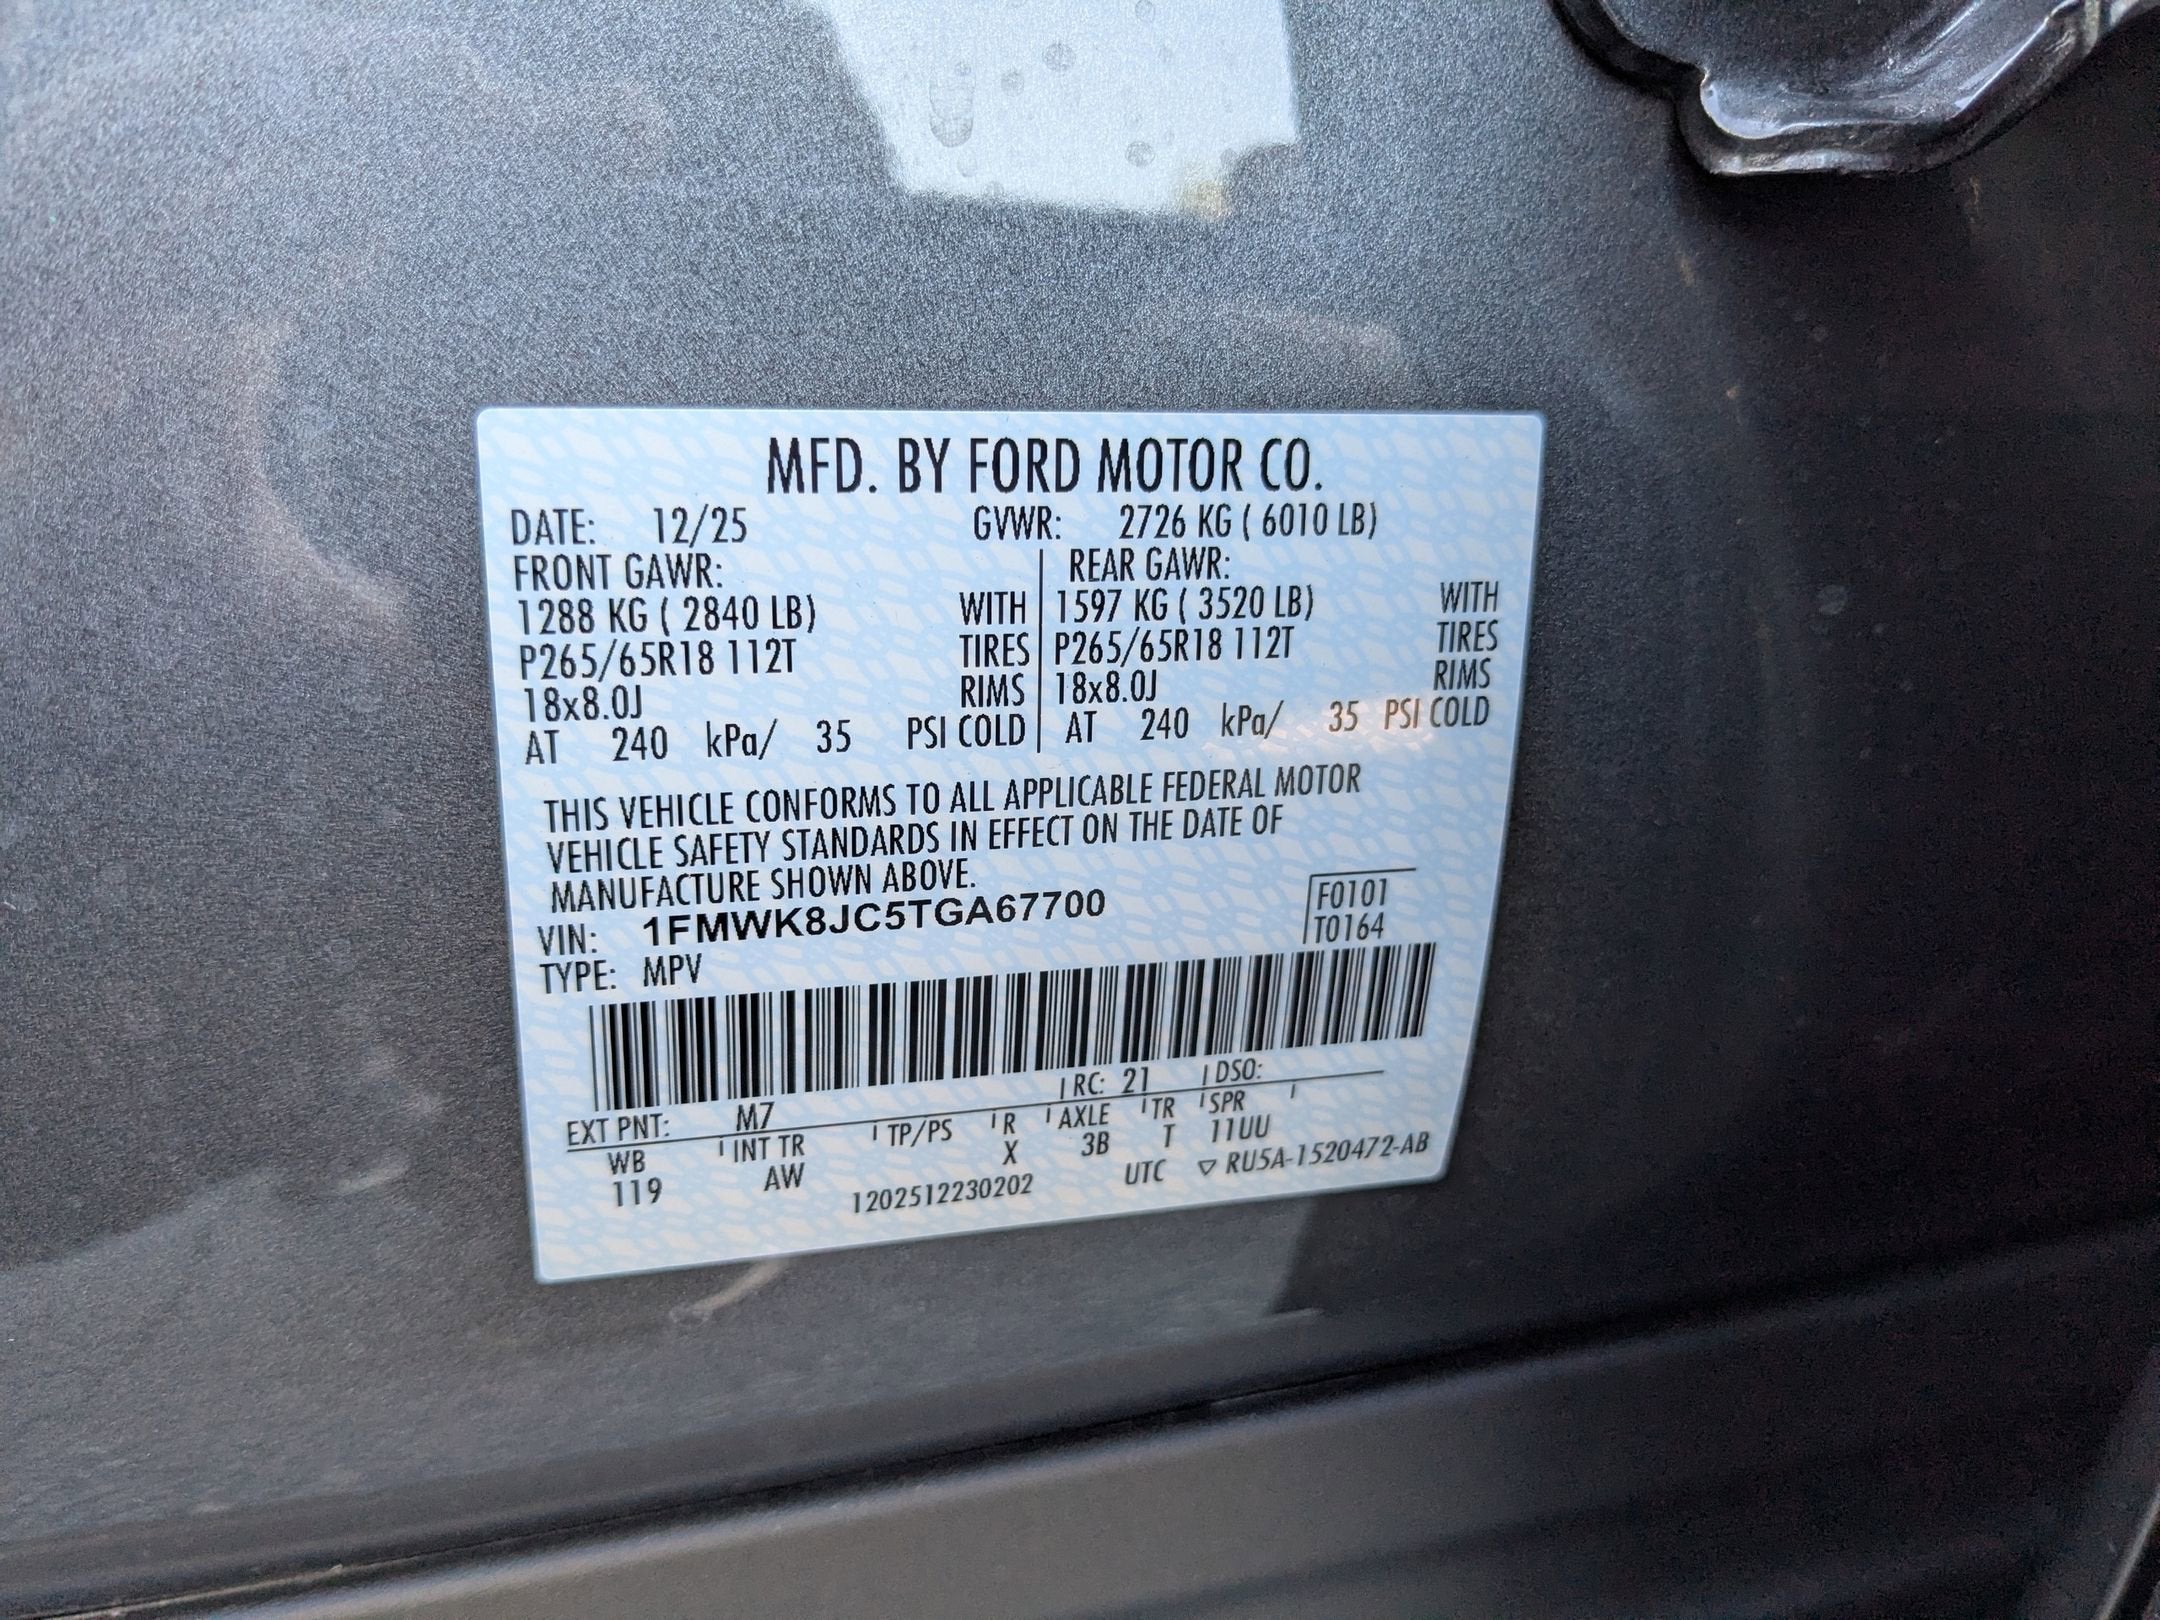 MFD. BY FORD MOTOR CO.
DATE: 12/25 GVWR: 2726 KG ( 6010 LB)
FRONT GAWR: REAR GAWR:
1288 KG ( 2840 LB) WITH 1597 KG ( 3520 LB) WITH
P265/65R18 112T TIRES P265/65R18 112T TIRES
18x8.0J RIMS 18x8.0J RIMS
AT 240 kPa/ 35 PSI COLD AT 240 kPa/ 35 PSI COLD
THIS VEHICLE CONFORMS TO ALL APPLICABLE FEDERAL MOTOR
VEHICLE SAFETY STANDARDS IN EFFECT ON THE DATE OF
MANUFACTURE SHOWN ABOVE.
VIN: 1FMWK8JC5TGA67700 F0101
TYPE: MPV T0164
EXT PNT: M7 RC: 21 DSO:
WB INT TR TP/PS R AXLE TR SPR
119 AW X 3B T 11UU
1202512230202 UTC ▽ RU5A-1520472-AB